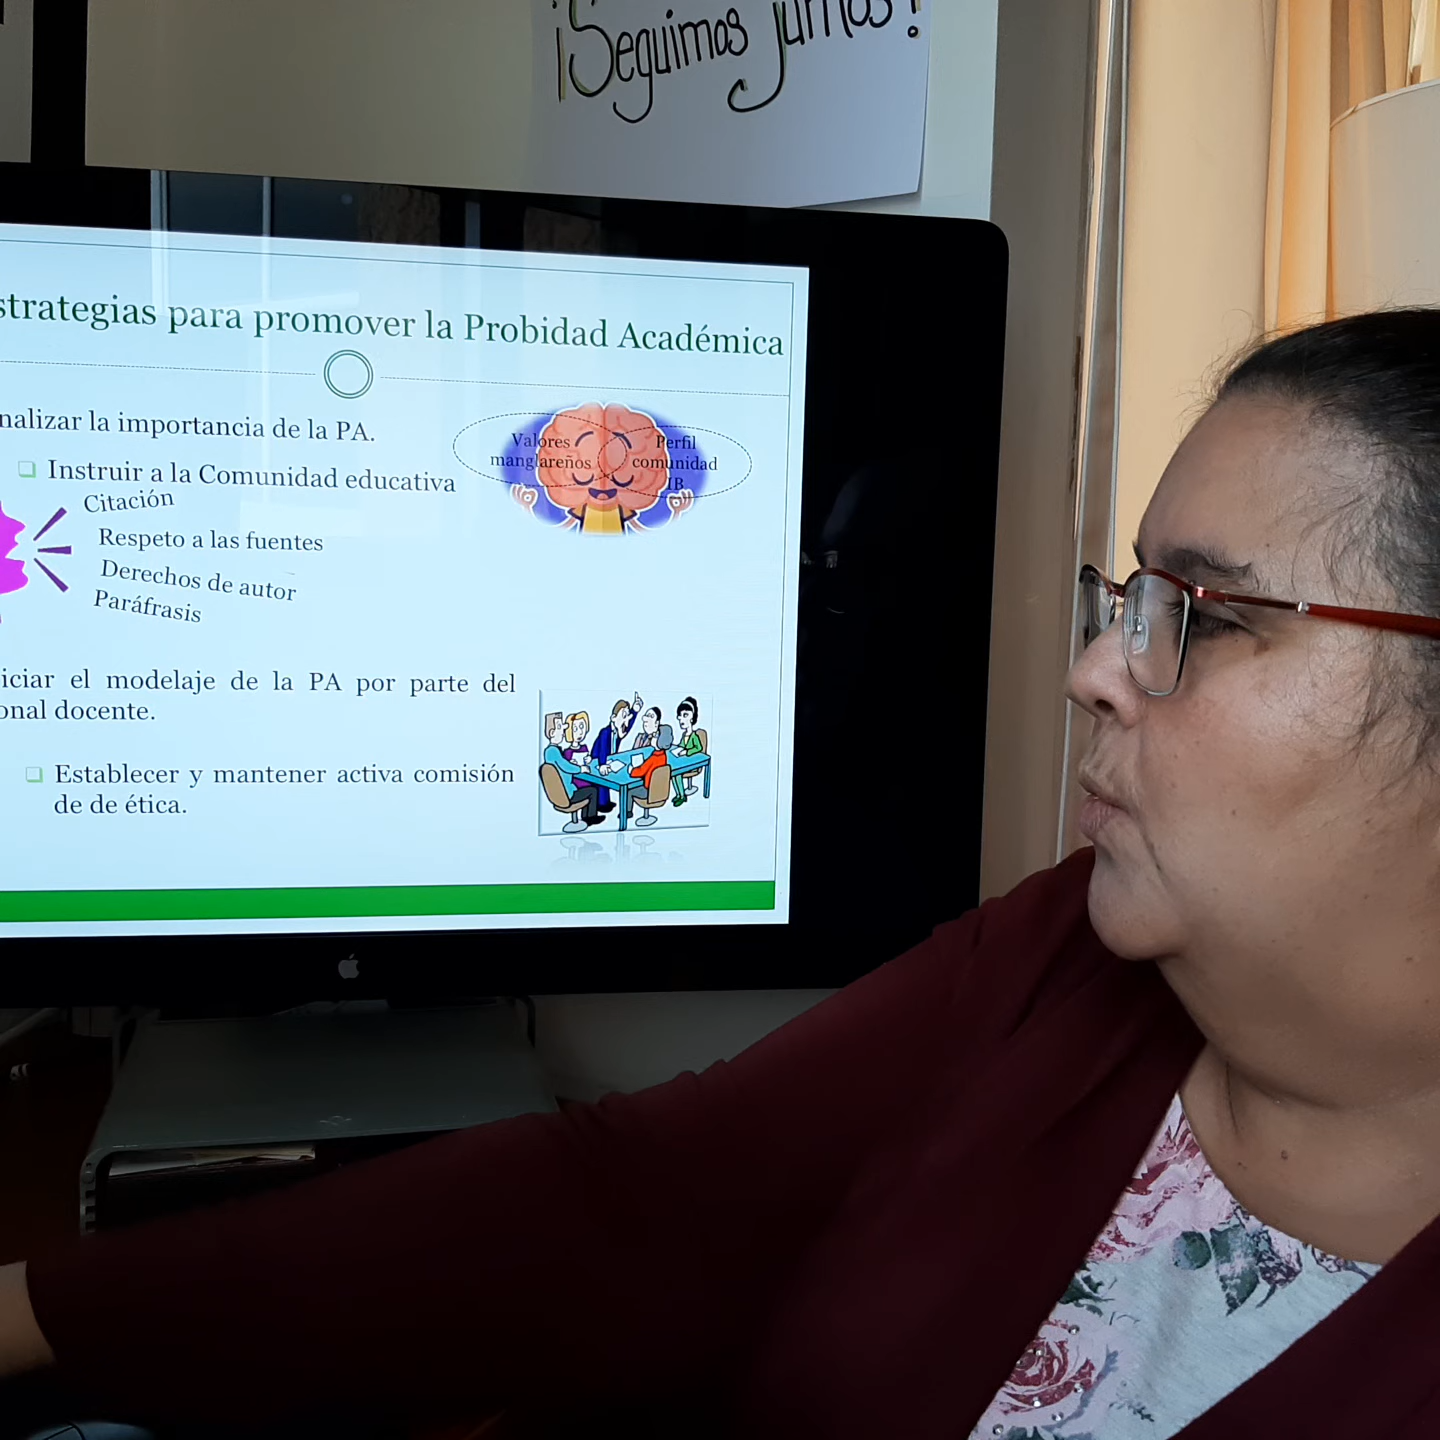 ¡Seguimos juntos!
strategias para promover la Probidad Académica
nalizar la importancia de la PA.
Valores
manglareños
Perfil
comunidad
IB
Instruir a la Comunidad educativa
Citación
Respeto a las fuentes
Derechos de autor
Paráfrasis
iciar el modelaje de la PA por parte del
onal docente.
Establecer y mantener activa comisión
de de ética.